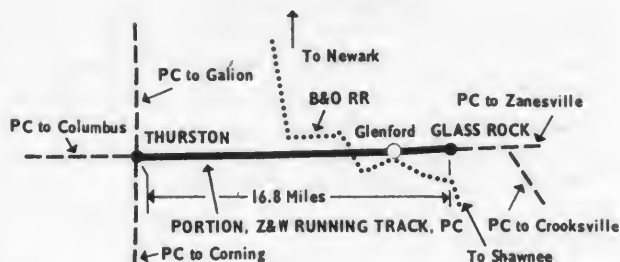 To Newark
PC to Galion
B&O RR
PC to Zanesville
PC to Columbus
THURSTON
Glenford
GLASS ROCK
16.8 Miles
PORTION, Z&W RUNNING TRACK, PC
PC to Crooksville
PC to Corning
To Shawnee